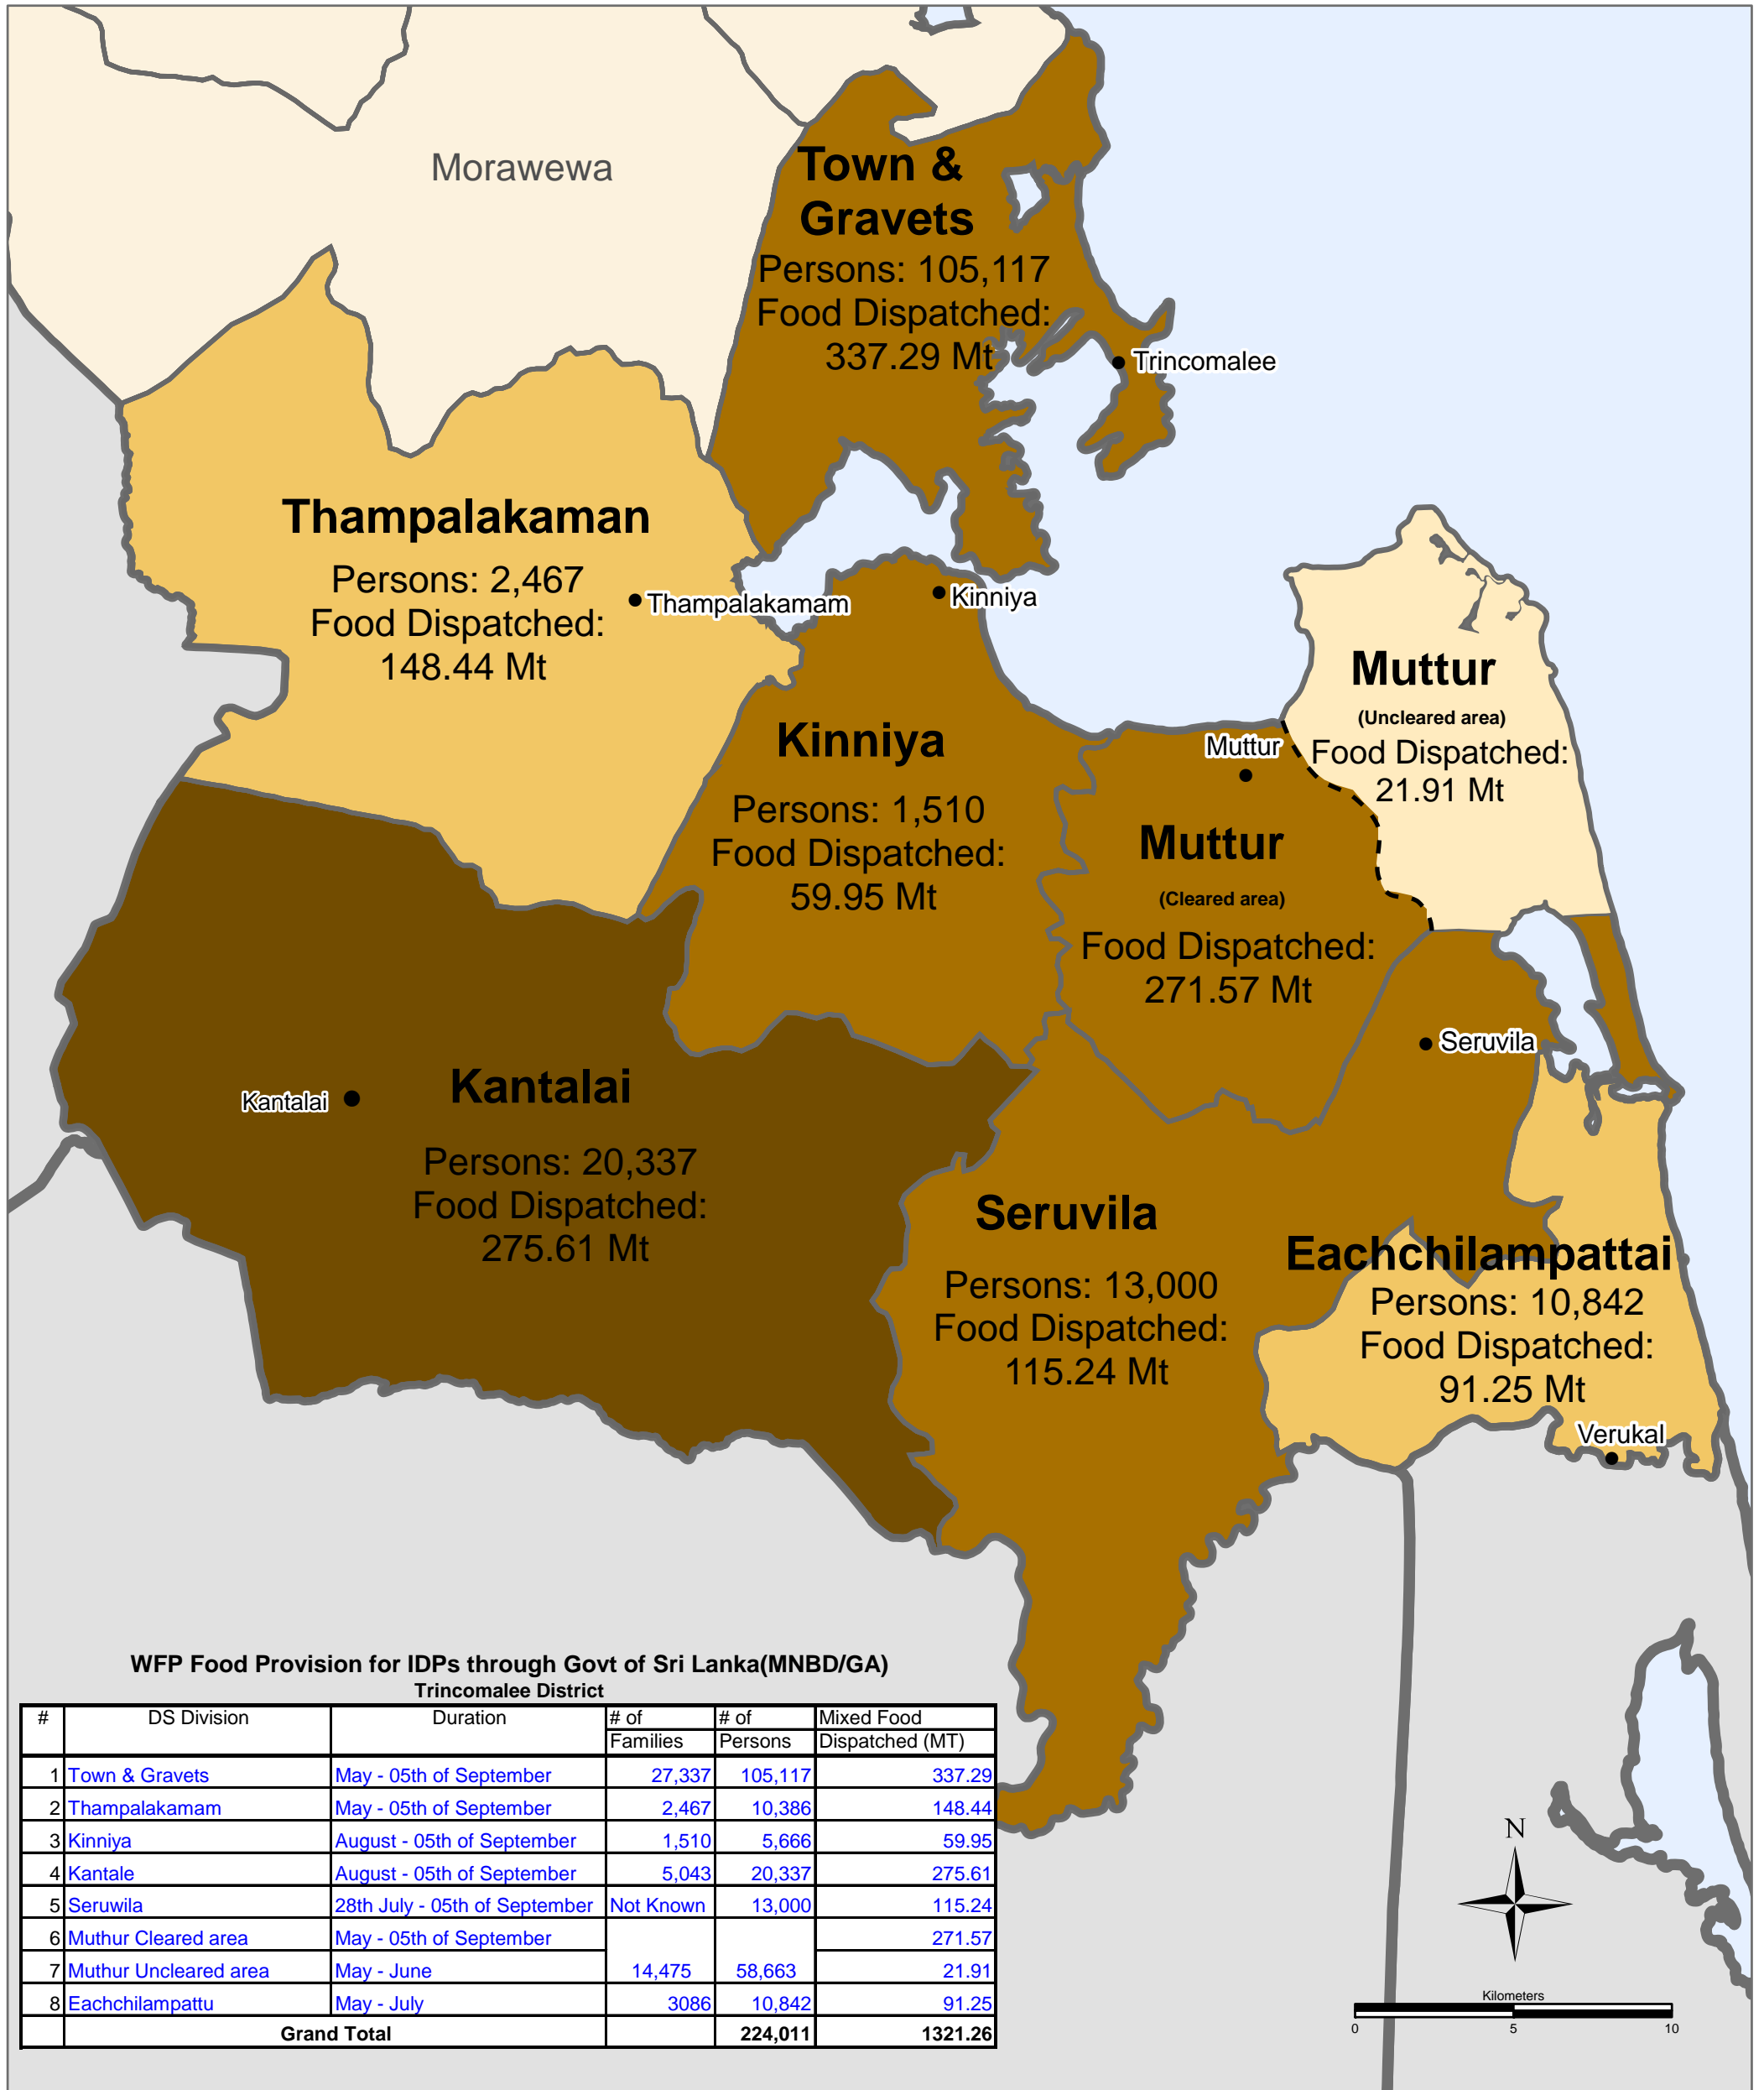 Morawewa
Town &
Gravets
Persons: 105,117
Food Dispatched:
337.29 Mt
Trincomalee
Thampalakaman
Persons: 2,467
Food Dispatched:
148.44 Mt
Thampalakamam
Kinniya
Muttur
(Uncleared area)
Food Dispatched:
21.91 Mt
Kinniya
Persons: 1,510
Food Dispatched:
59.95 Mt
Muttur
Muttur
(Cleared area)
Food Dispatched:
271.57 Mt
Seruvila
Kantalai
Kantalai
Persons: 20,337
Food Dispatched:
275.61 Mt
Seruvila
Persons: 13,000
Food Dispatched:
115.24 Mt
Eachchilampattai
Persons: 10,842
Food Dispatched:
91.25 Mt
Verukal
WFP Food Provision for IDPs through Govt of Sri Lanka(MNBD/GA)
Trincomalee District
# DS Division Duration # of Families # of Persons Mixed Food Dispatched (MT)
1 Town & Gravets May - 05th of September 27,337 105,117 337.29
2 Thampalakamam May - 05th of September 2,467 10,386 148.44
3 Kinniya August - 05th of September 1,510 5,666 59.95
4 Kantale August - 05th of September 5,043 20,337 275.61
5 Seruwila 28th July - 05th of September Not Known 13,000 115.24
6 Muthur Cleared area May - 05th of September 271.57
7 Muthur Uncleared area May - June 14,475 58,663 21.91
8 Eachchilampattu May - July 3086 10,842 91.25
Grand Total 224,011 1321.26
N
Kilometers
0 5 10